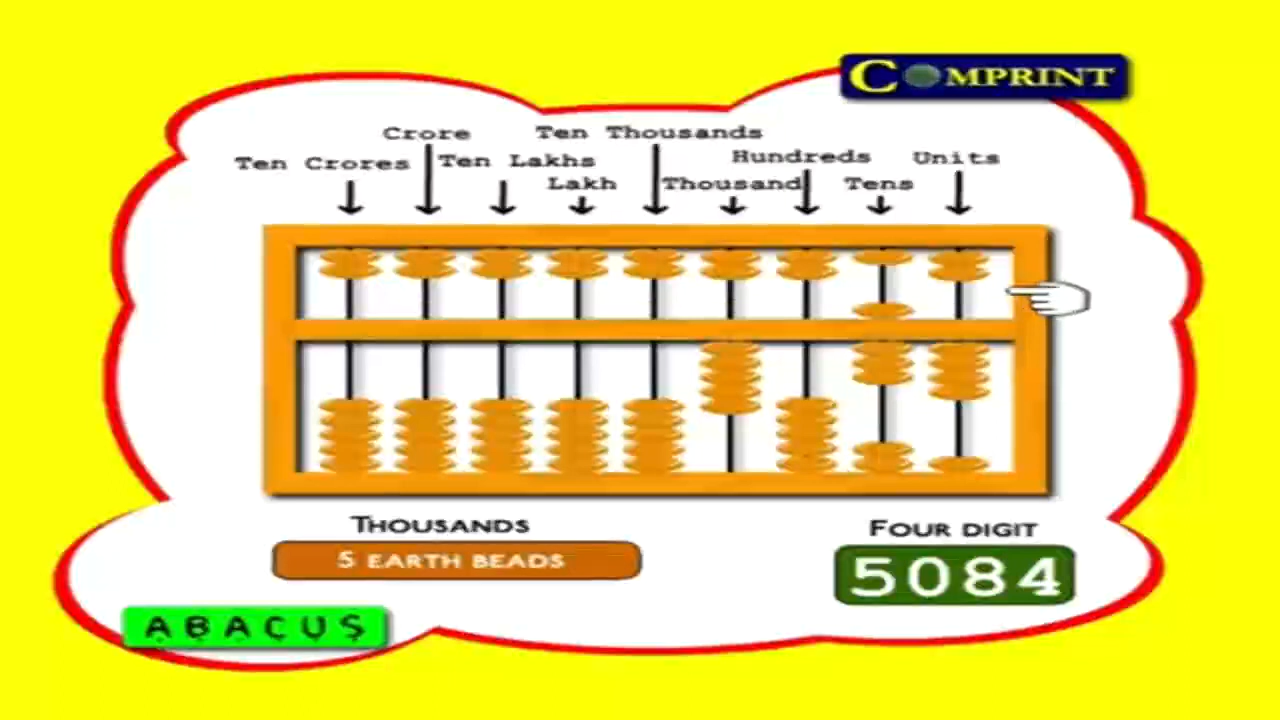 COMPRINT
Crore Ten Thousands
Ten Crores Ten Lakhs Hundreds Units
Lakh Thousand Tens
THOUSANDS
5 EARTH BEADS
FOUR DIGIT
5084
ABACUS